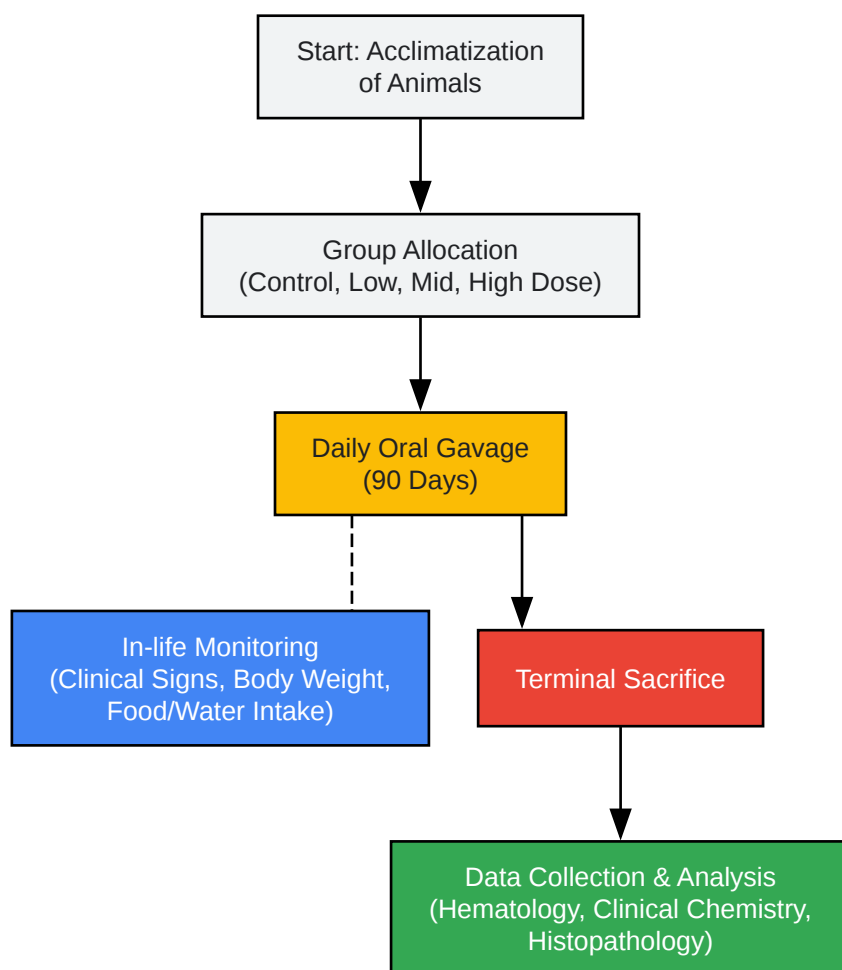 Start: Acclimatization
of Animals
Group Allocation
(Control, Low, Mid, High Dose)
Daily Oral Gavage
(90 Days)
In-life Monitoring
(Clinical Signs, Body Weight,
Food/Water Intake)
Terminal Sacrifice
Data Collection & Analysis
(Hematology, Clinical Chemistry,
Histopathology)